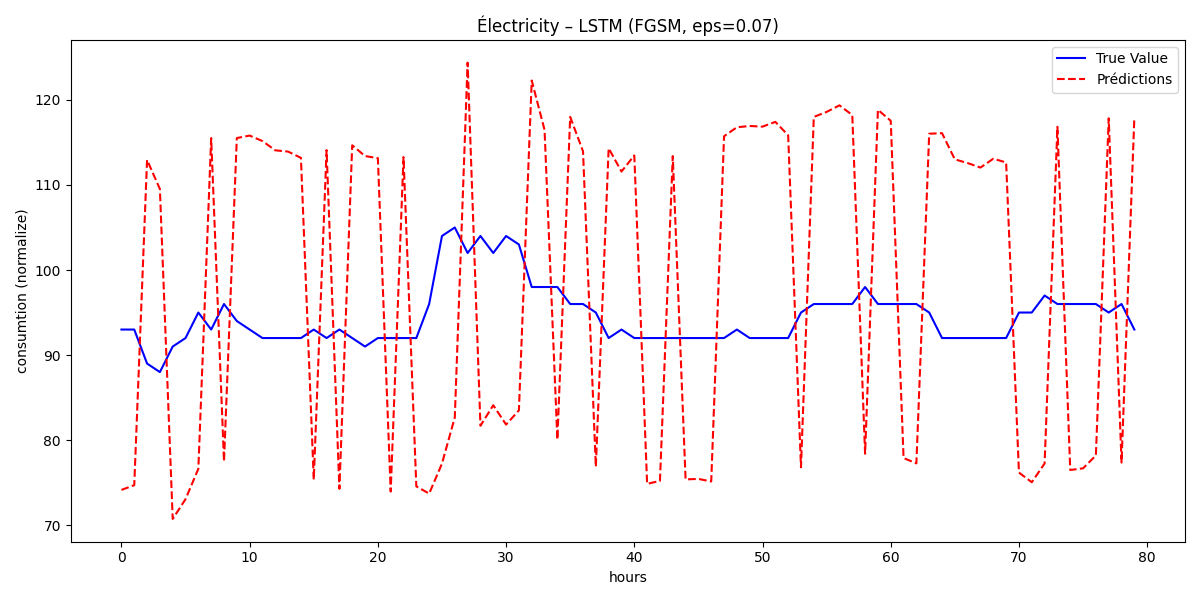 Électricity – LSTM (FGSM, eps=0.07)
True Value
Prédictions
consumtion (normalize)
120
110
100
90
80
70
0 10 20 30 40 50 60 70 80
hours